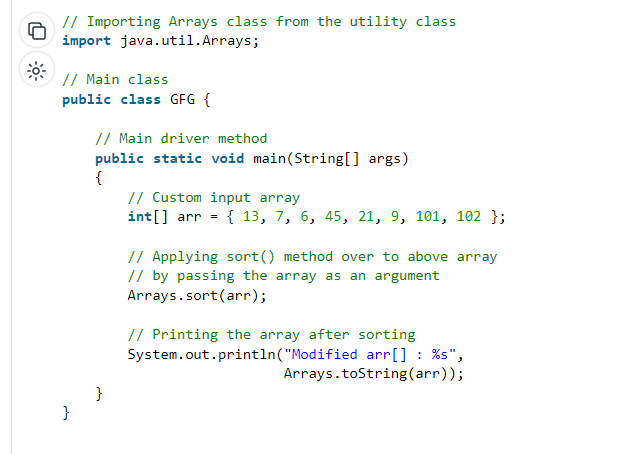 // Importing Arrays class from the utility class
import java.util.Arrays;
// Main class
public class GFG {
// Main driver method
public static void main(String[] args)
{
// Custom input array
int[] arr = { 13, 7, 6, 45, 21, 9, 101, 102 };
// Applying sort() method over to above array
// by passing the array as an argument
Arrays.sort(arr);
// Printing the array after sorting
System.out.println("Modified arr[] : %s",
Arrays.toString(arr));
}
}